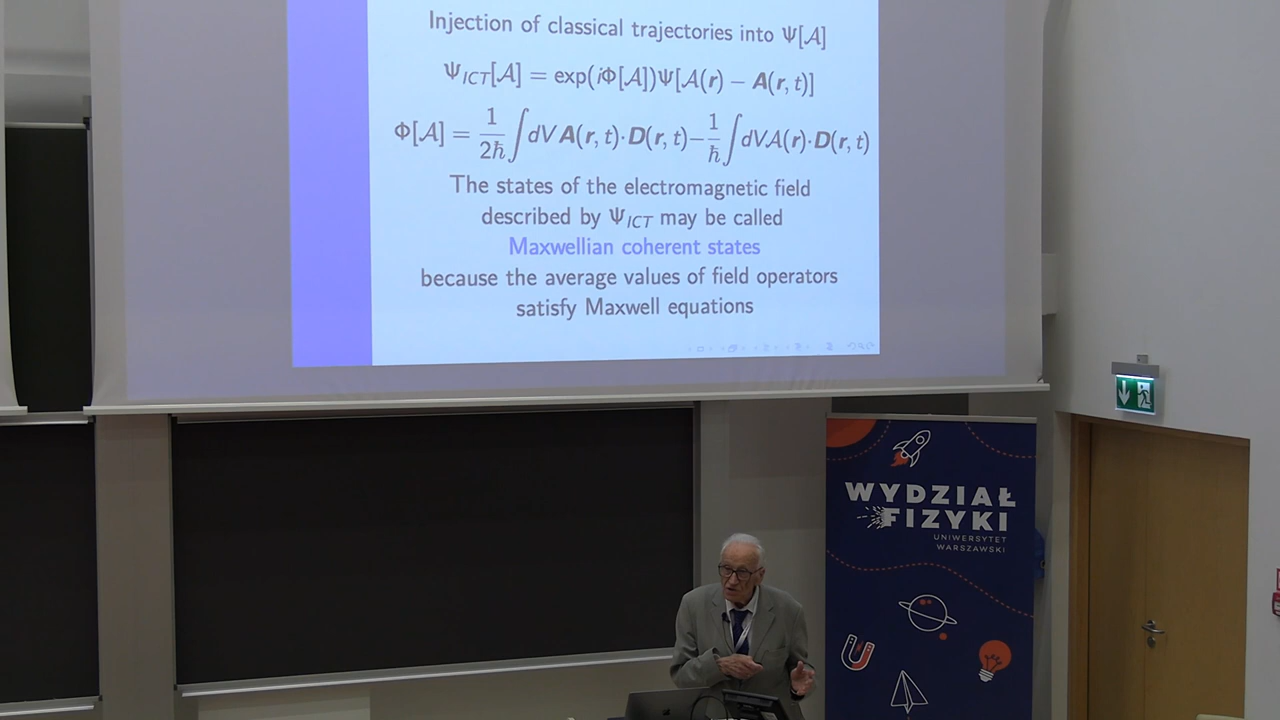 Injection of classical trajectories into Ψ[𝒜]
Ψ_ICT[𝒜] = exp(iΦ[𝒜])Ψ[𝒜(r) − A(r, t)]
Φ[𝒜] = 1/2ℏ ∫dV A(r, t)·D(r, t) − 1/ℏ ∫dV𝒜(r)·D(r, t)
The states of the electromagnetic field
described by Ψ_ICT may be called
Maxwellian coherent states
because the average values of field operators
satisfy Maxwell equations
WYDZIAŁ
FIZYKI
UNIWERSYTET
WARSZAWSKI